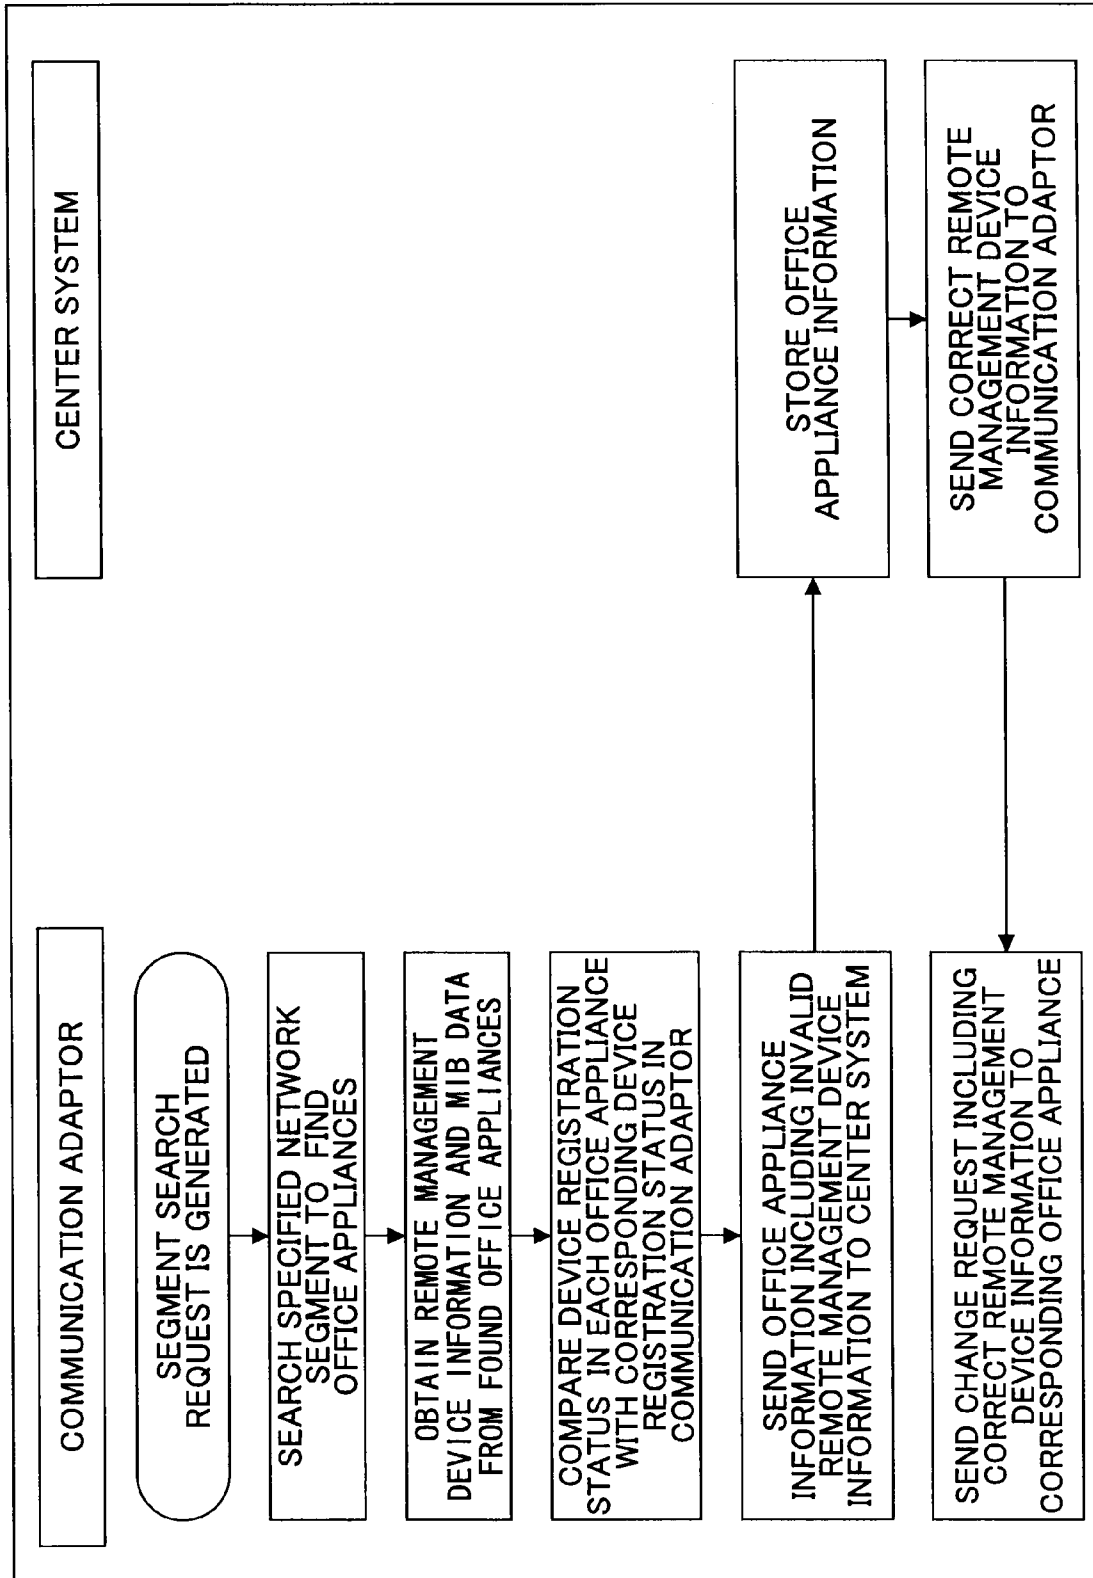 COMMUNICATION ADAPTOR
CENTER SYSTEM
SEGMENT SEARCH
REQUEST IS GENERATED
SEARCH SPECIFIED NETWORK
SEGMENT TO FIND
OFFICE APPLIANCES
OBTAIN REMOTE MANAGEMENT
DEVICE INFORMATION AND MIB DATA
FROM FOUND OFFICE APPLIANCES
COMPARE DEVICE REGISTRATION
STATUS IN EACH OFFICE APPLIANCE
WITH CORRESPONDING DEVICE
REGISTRATION STATUS IN
COMMUNICATION ADAPTOR
SEND OFFICE APPLIANCE
INFORMATION INCLUDING INVALID
REMOTE MANAGEMENT DEVICE
INFORMATION TO CENTER SYSTEM
STORE OFFICE
APPLIANCE INFORMATION
SEND CORRECT REMOTE
MANAGEMENT DEVICE
INFORMATION TO
COMMUNICATION ADAPTOR
SEND CHANGE REQUEST INCLUDING
CORRECT REMOTE MANAGEMENT
DEVICE INFORMATION TO
CORRESPONDING OFFICE APPLIANCE